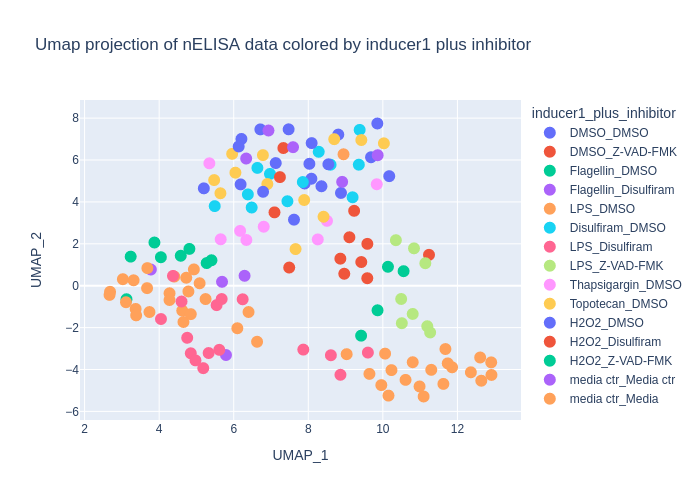 Umap projection of nELISA data colored by inducer1 plus inhibitor
inducer1_plus_inhibitor
DMSO_DMSO
DMSO_Z-VAD-FMK
Flagellin_DMSO
Flagellin_Disulfiram
LPS_DMSO
Disulfiram_DMSO
LPS_Disulfiram
LPS_Z-VAD-FMK
Thapsigargin_DMSO
Topotecan_DMSO
H2O2_DMSO
H2O2_Disulfiram
H2O2_Z-VAD-FMK
media ctr_Media ctr
media ctr_Media
8
6
4
2
0
−2
−4
−6
UMAP_2
2 4 6 8 10 12
UMAP_1